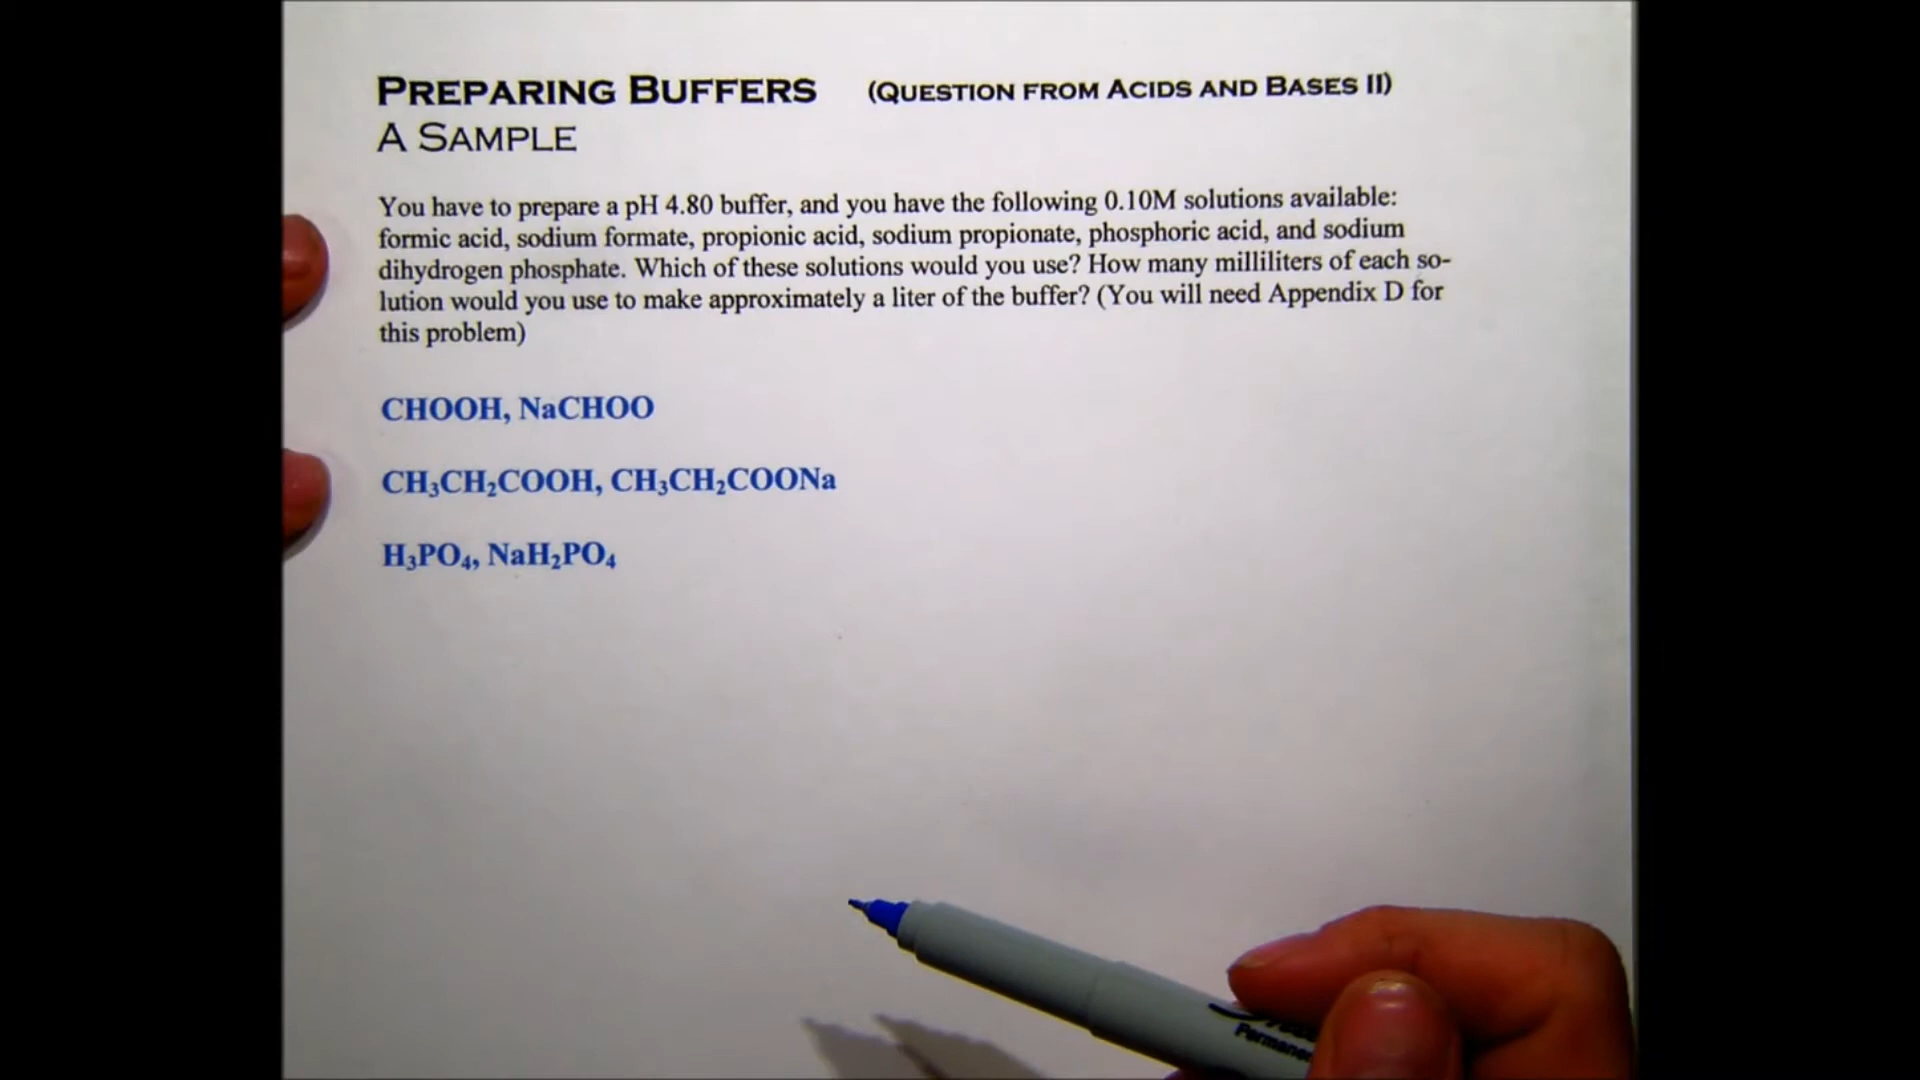 PREPARING BUFFERS (QUESTION FROM ACIDS AND BASES II)
A SAMPLE
You have to prepare a pH 4.80 buffer, and you have the following 0.10M solutions available:
formic acid, sodium formate, propionic acid, sodium propionate, phosphoric acid, and sodium
dihydrogen phosphate. Which of these solutions would you use? How many milliliters of each so-
lution would you use to make approximately a liter of the buffer? (You will need Appendix D for
this problem)
CHOOH, NaCHOO
CH₃CH₂COOH, CH₃CH₂COONa
H₃PO₄, NaH₂PO₄